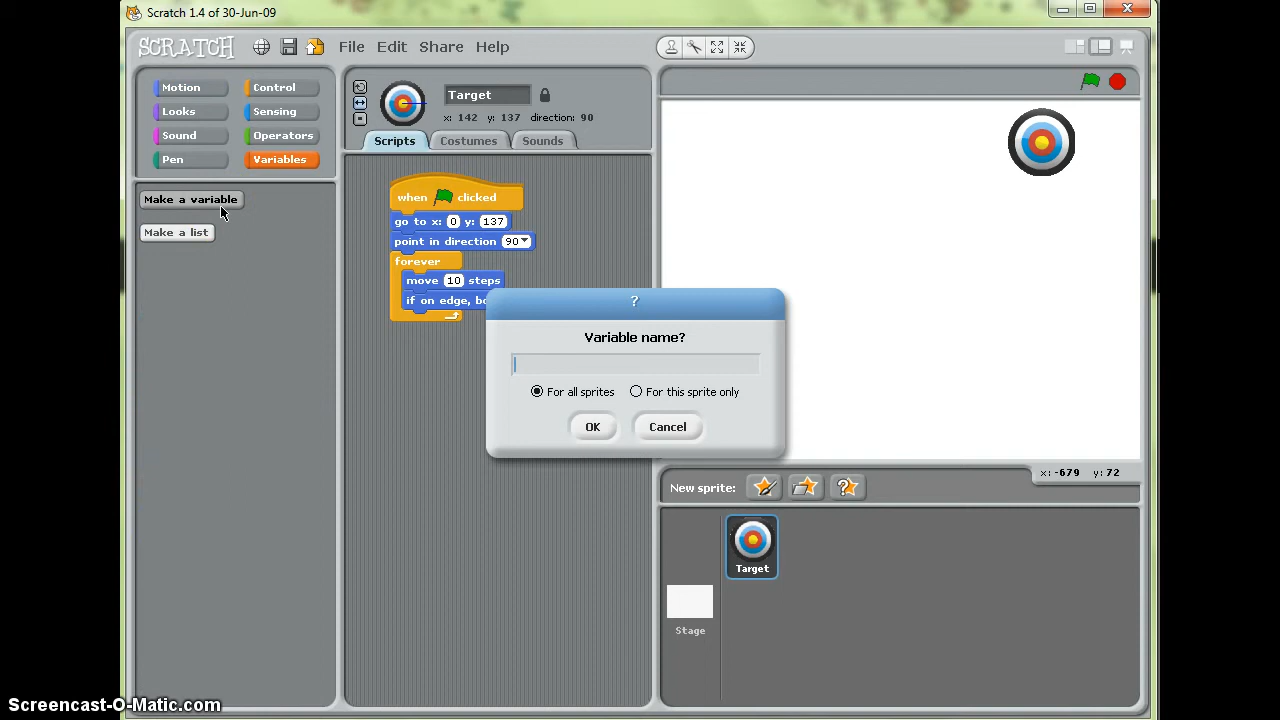 Scratch 1.4 of 30-Jun-09
SCRATCH File Edit Share Help
Motion Control
Looks Sensing
Sound Operators
Pen Variables
Make a variable
Make a list
Target
x: 142 y: 137 direction: 90
Scripts Costumes Sounds
when clicked
go to x: 0 y: 137
point in direction 90
forever
move 10 steps
if on edge, bo
?
Variable name?
For all sprites For this sprite only
OK Cancel
x: -679 y: 72
New sprite:
Target
Stage
Screencast-O-Matic.com